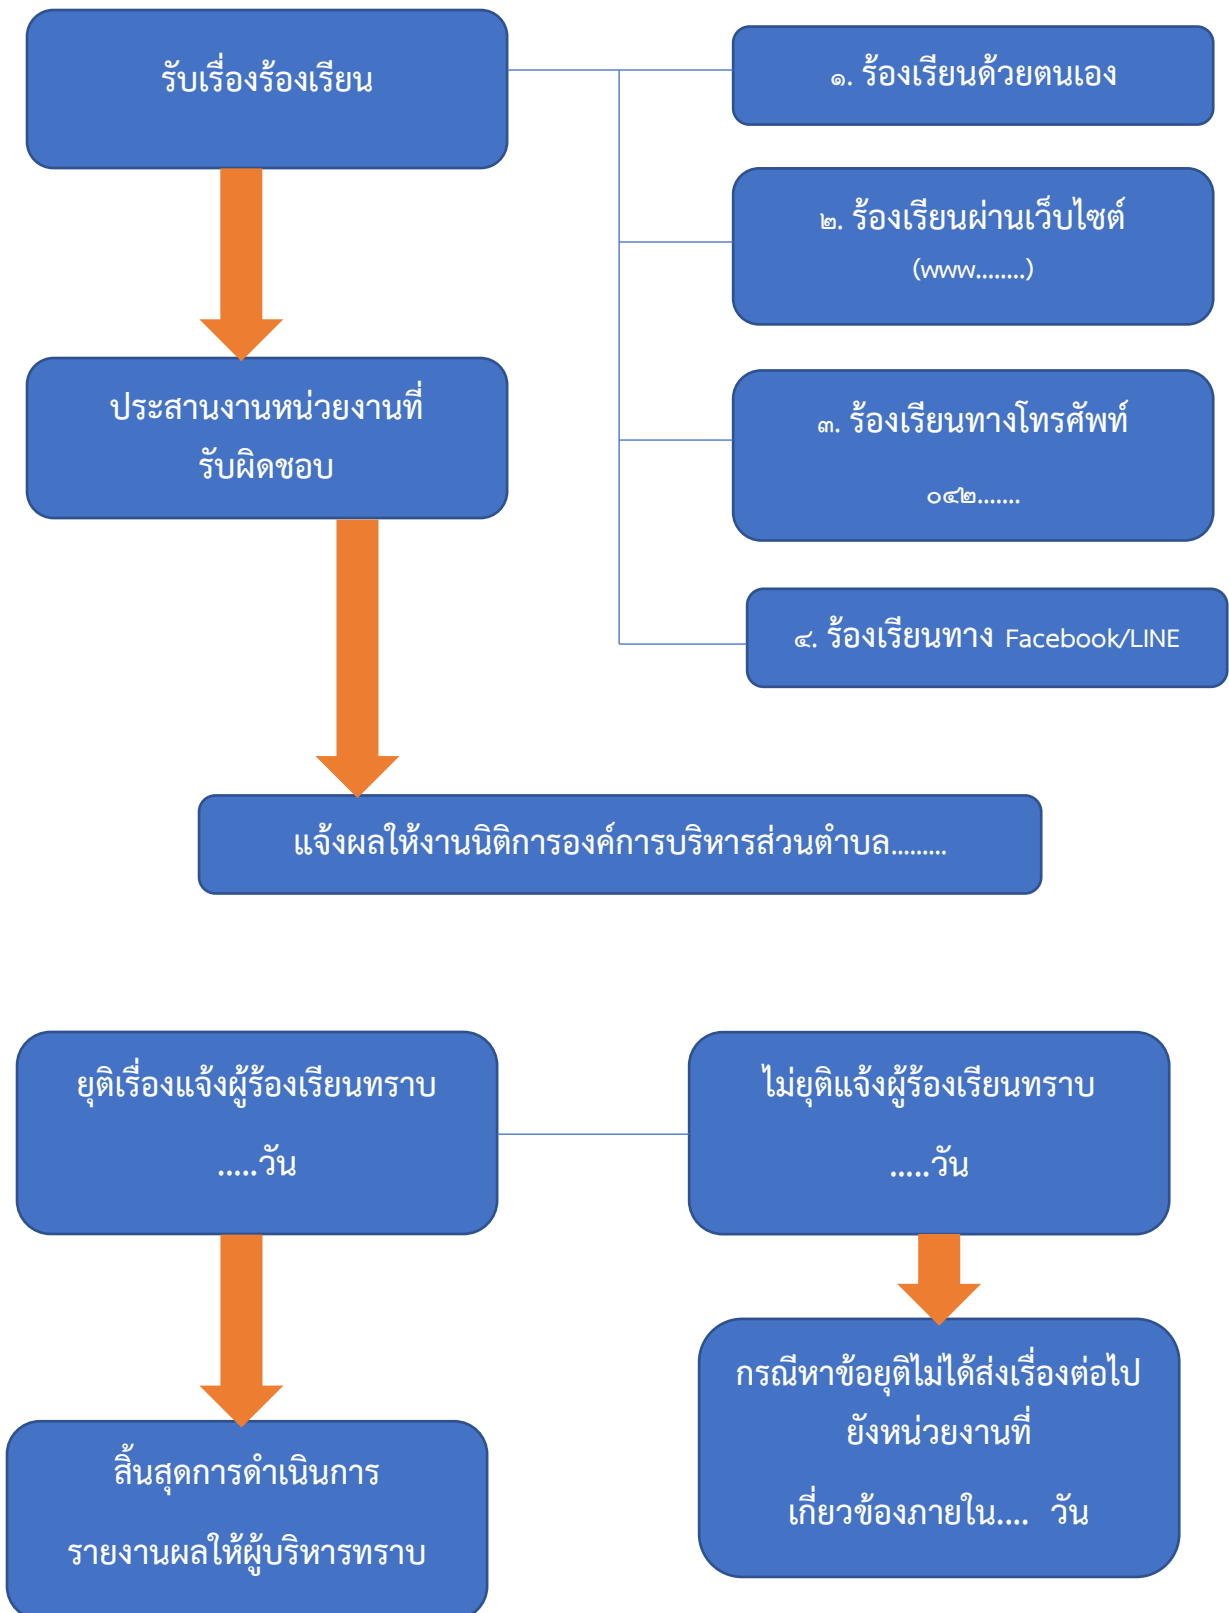 รับเรื่องร้องเรียน
๑. ร้องเรียนด้วยตนเอง
๒. ร้องเรียนผ่านเว็บไซต์
(www........)
ประสานงานหน่วยงานที่
รับผิดชอบ
๓. ร้องเรียนทางโทรศัพท์
๐๔๒.......
๔. ร้องเรียนทาง Facebook/LINE
แจ้งผลให้งานนิติการองค์การบริหารส่วนตำบล.........
ยุติเรื่องแจ้งผู้ร้องเรียนทราบ
.....วัน
ไม่ยุติแจ้งผู้ร้องเรียนทราบ
.....วัน
กรณีหาข้อยุติไม่ได้ส่งเรื่องต่อไป
ยังหน่วยงานที่
เกี่ยวข้องภายใน.... วัน
สิ้นสุดการดำเนินการ
รายงานผลให้ผู้บริหารทราบ